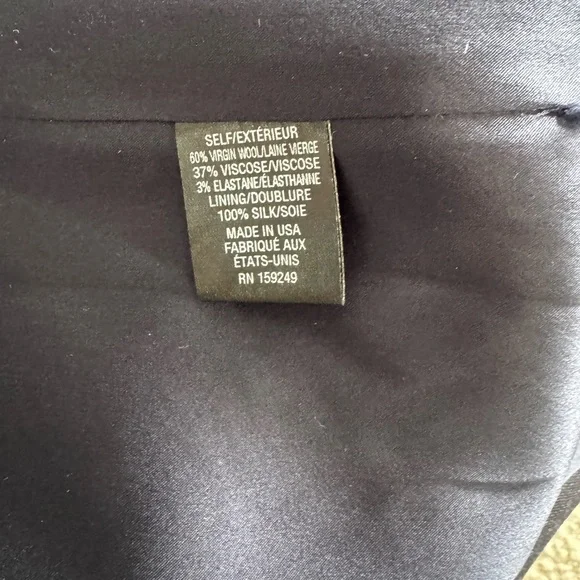 SELF/EXTÉRIEUR
60% VIRGIN WOOL/LAINE VIERGE
37% VISCOSE/VISCOSE
3% ELASTANE/ÉLASTHANNE
LINING/DOUBLURE
100% SILK/SOIE
MADE IN USA
FABRIQUÉ AUX
ÉTATS-UNIS
RN 159249